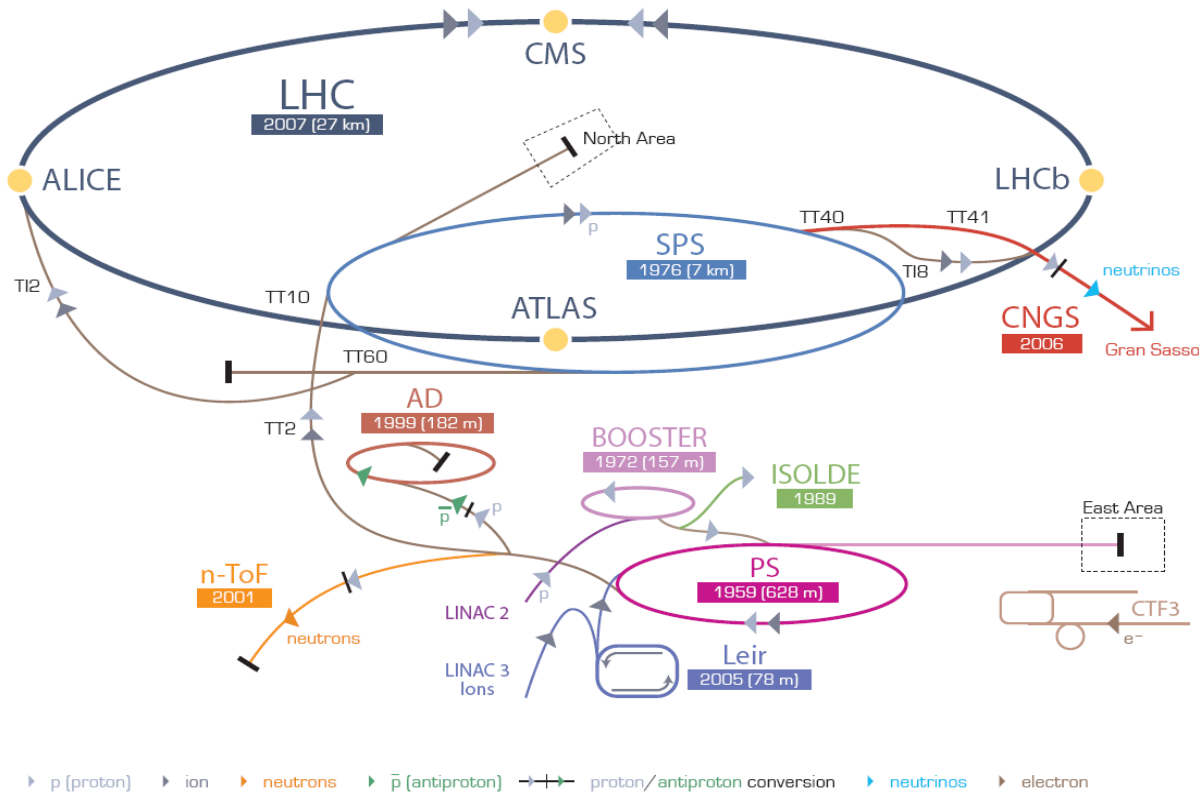 CMS
LHC
2007 (27 km)
North Area
ALICE
LHCb
TT40
TT41
p
SPS
1976 (7 km)
TI8
TI2
TT10
neutrinos
ATLAS
CNGS
2006
Gran Sasso
TT60
AD
1999 (182 m)
TT2
BOOSTER
1972 (157 m)
ISOLDE
1989
p̅
p
East Area
n-ToF
2001
PS
1959 (628 m)
p
LINAC 2
neutrons
CTF3
e⁻
LINAC 3
Ions
Leir
2005 (78 m)
p (proton)
ion
neutrons
p̅ (antiproton)
proton/antiproton conversion
neutrinos
electron